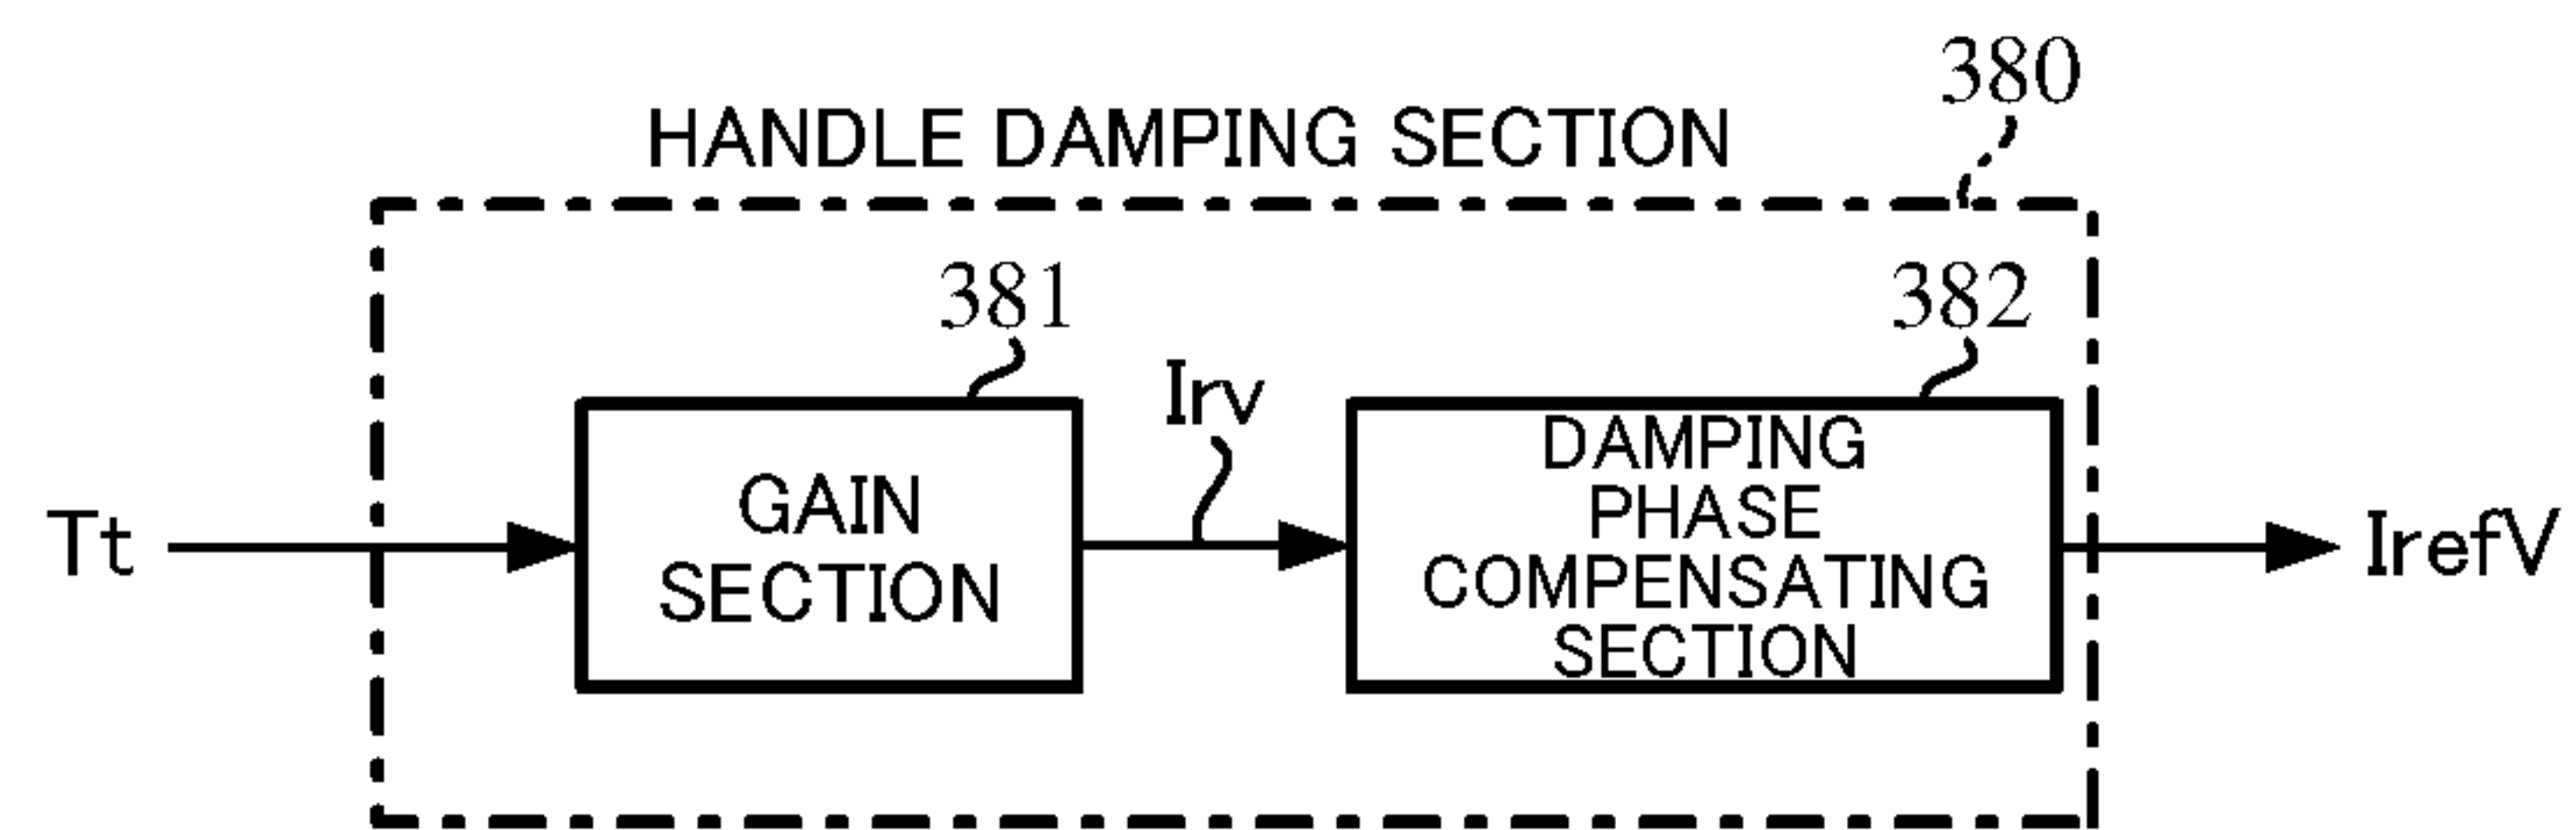 380
HANDLE DAMPING SECTION
381
382
Irv
GAIN
SECTION
DAMPING
PHASE
COMPENSATING
SECTION
Tt
IrefV